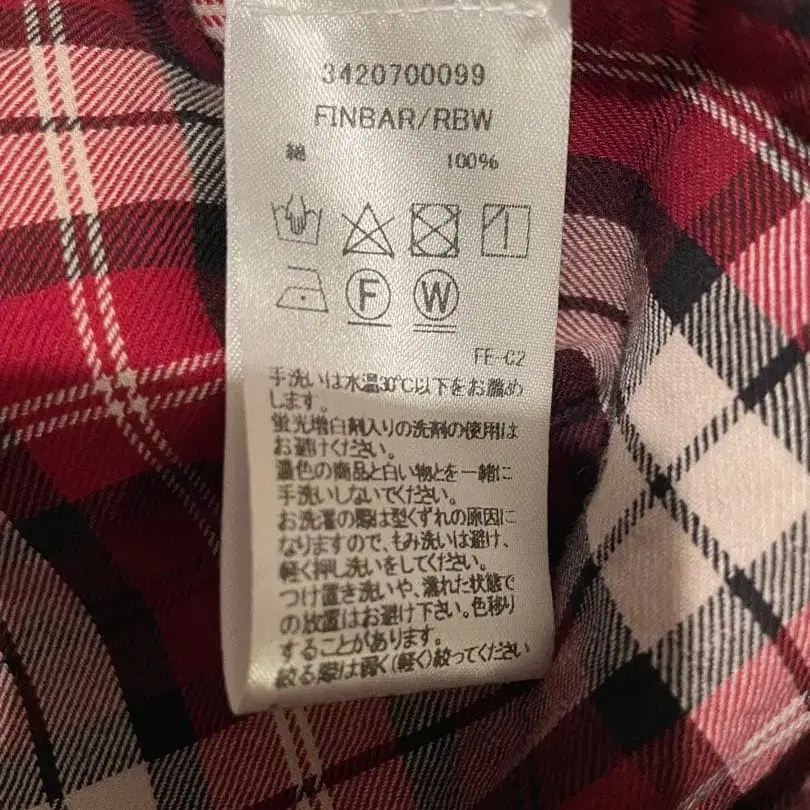 3420700099
FINBAR/RBW
綿 100%
F W
FE-C2
手洗いは水温30℃以下をお薦め
します。
蛍光増白剤入りの洗剤の使用は
お避けください。
濃色の商品と白い物とを一緒に
手洗いしないでください。
お洗濯の際は型くずれの原因に
なりますので、もみ洗いは避け、
軽く押し洗いをしてください。
つけ置き洗いや、濡れた状態で
の放置はお避け下さい。色移り
することがあります。
絞る際は弱く(軽く)絞ってください